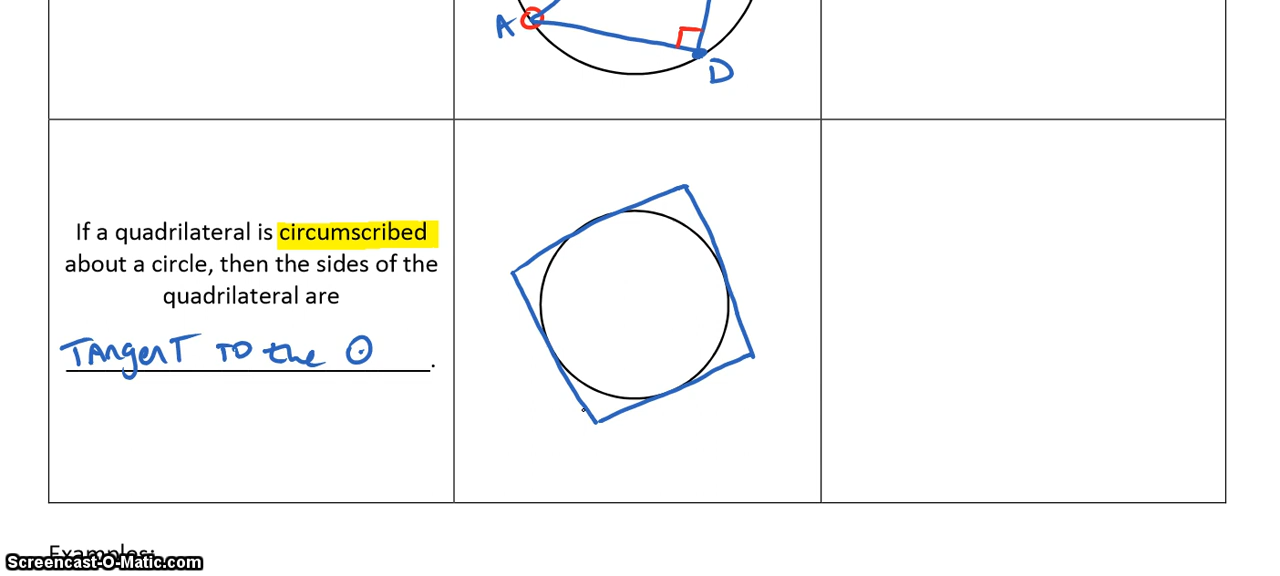 A
D
If a quadrilateral is circumscribed
about a circle, then the sides of the
quadrilateral are
TAngenT TO the ⊙.
Examples:
Screencast-O-Matic.com